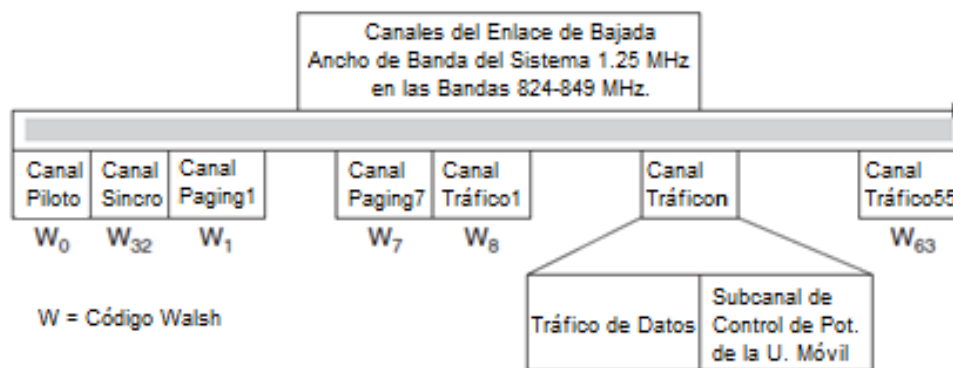 Canales del Enlace de Bajada
Ancho de Banda del Sistema 1.25 MHz
en las Bandas 824-849 MHz.
Canal
Piloto
Canal
Sincro
Canal
Paging1
Canal
Paging7
Canal
Tráfico1
Canal
Tráficon
Canal
Tráfico55
W0
W32
W1
W7
W8
W63
W = Código Walsh
Tráfico de Datos
Subcanal de
Control de Pot.
de la U. Móvil